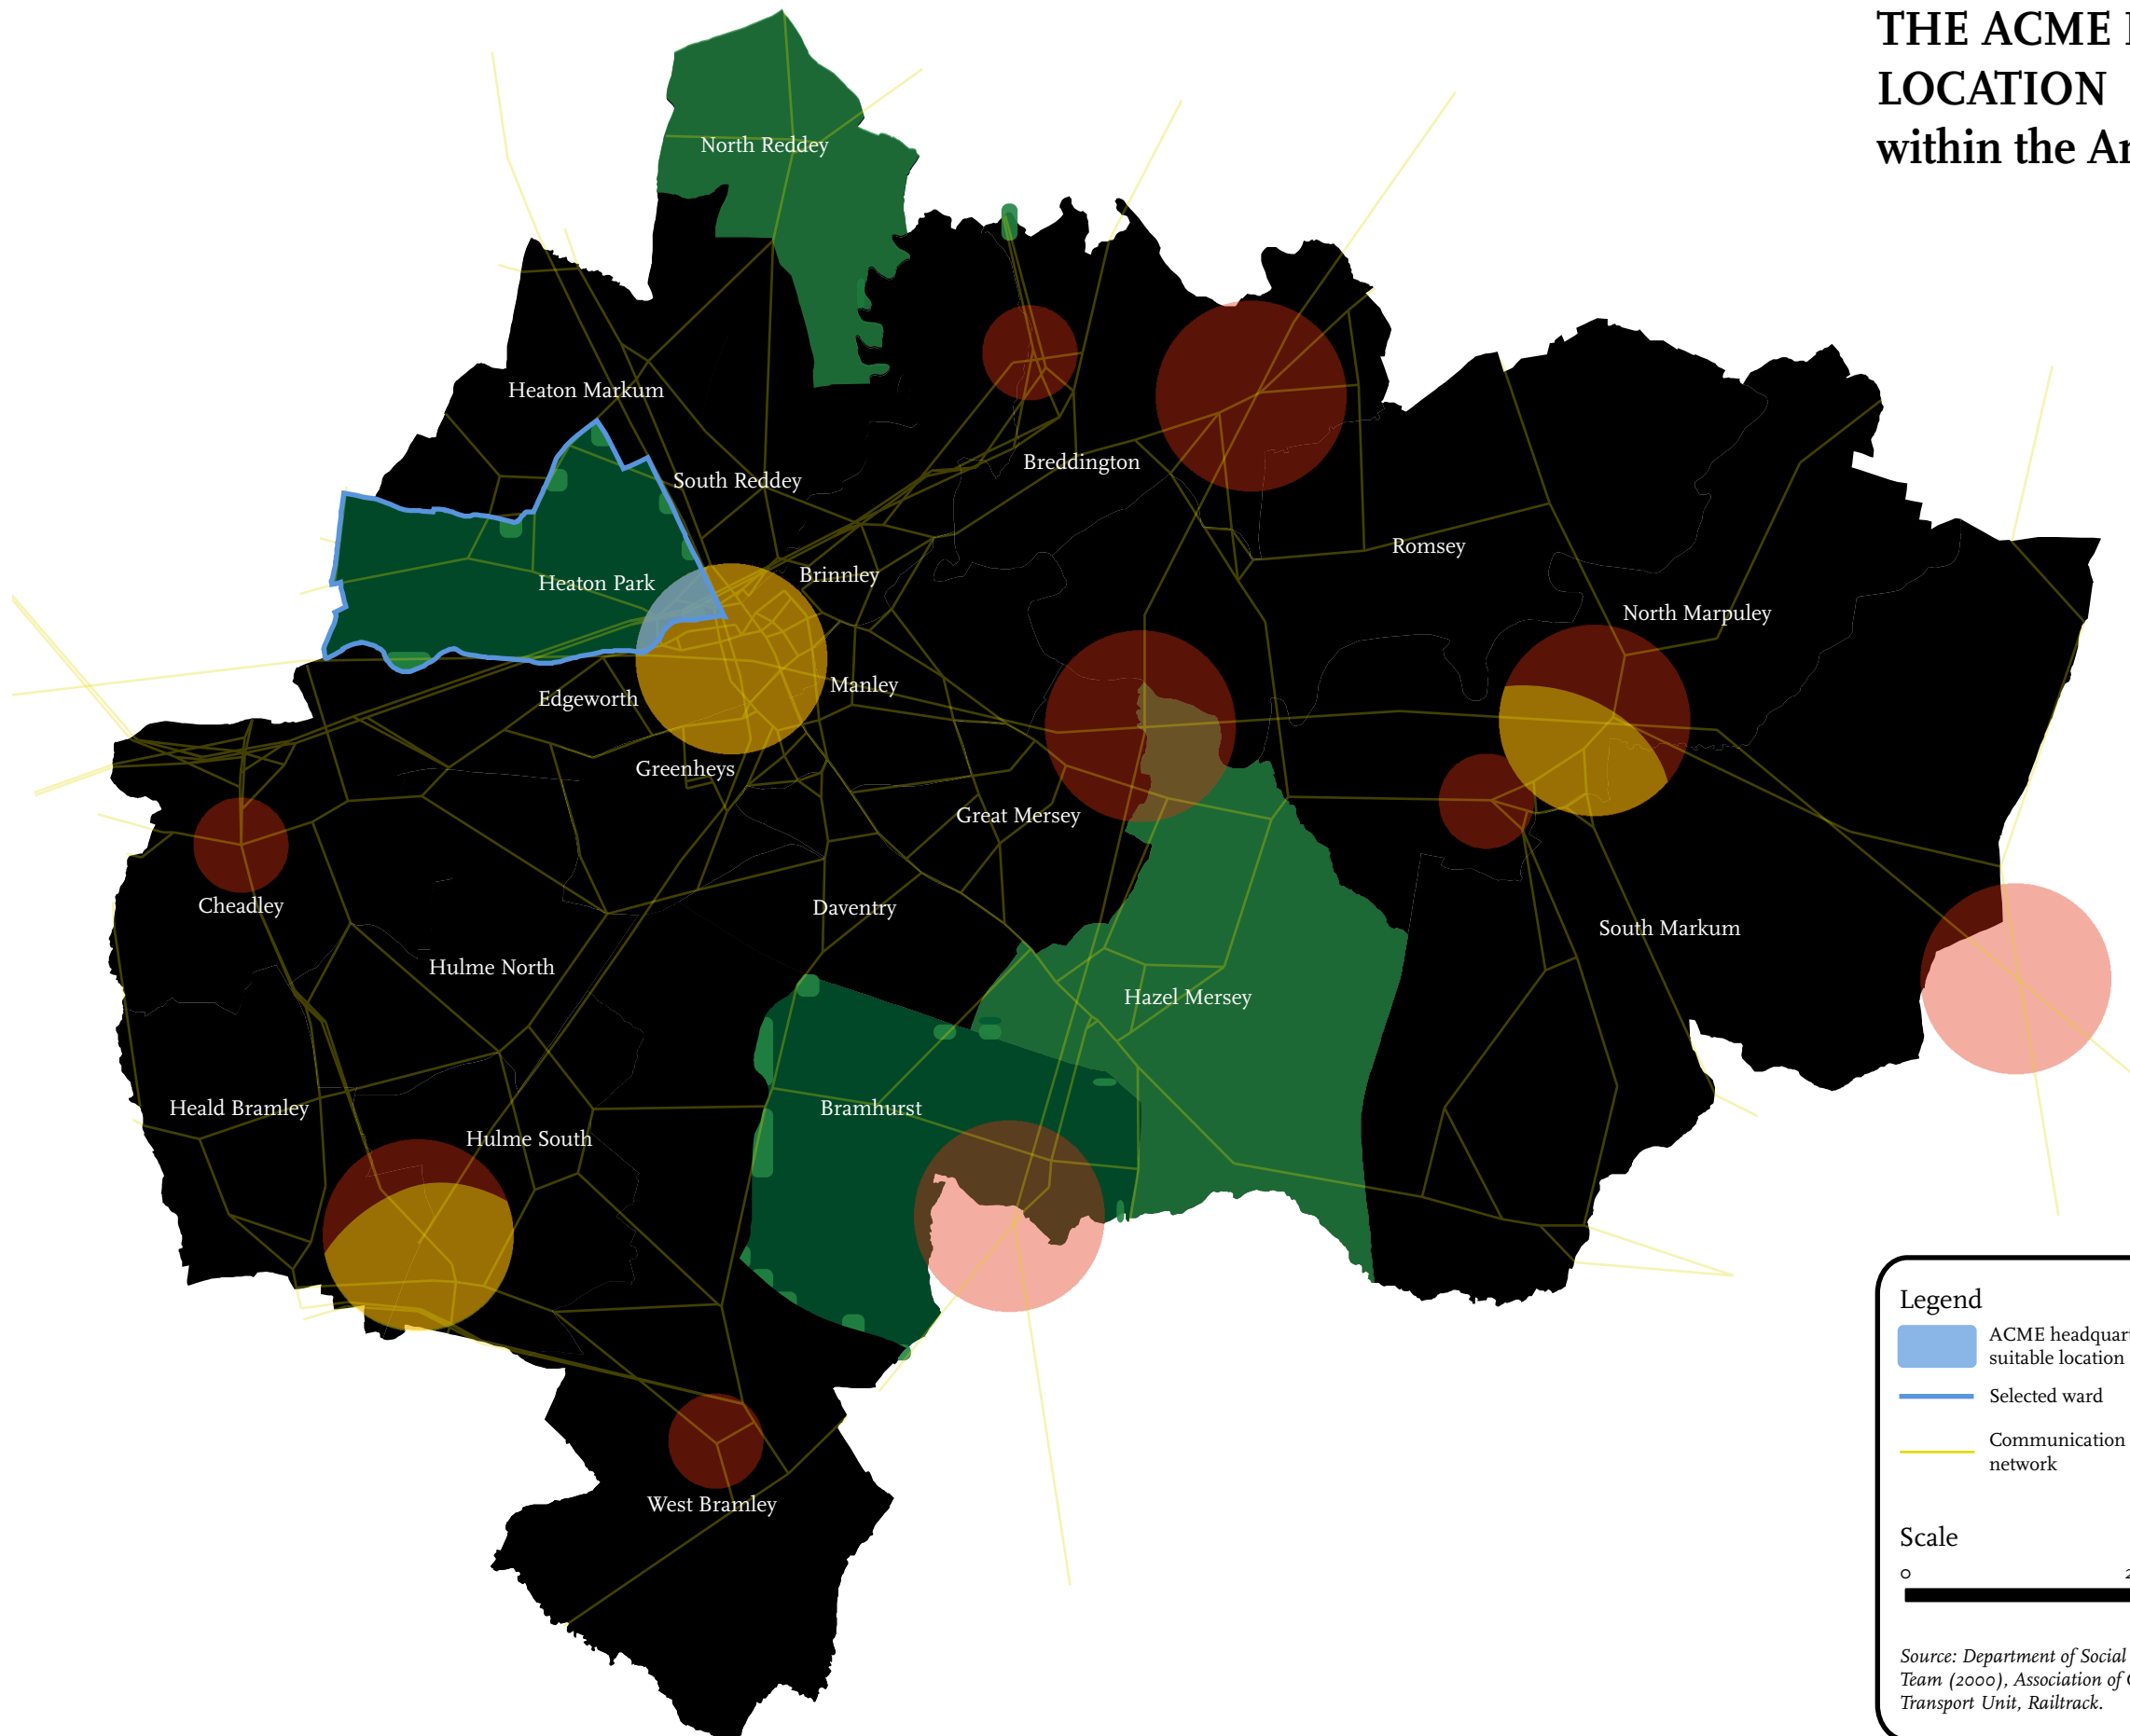 THE ACME
LOCATION
within the
North Reddey
Heaton Markum
South Reddey
Breddington
Romsey
Heaton Park
Brinnley
North Marpuley
Manley
Edgeworth
Greenheys
Great Mersey
Cheadley
Daventry
South Markum
Hulme North
Hazel Mersey
Heald Bramley
Bramhurst
Hulme South
West Bramley
Legend
ACME
suitable location
Selected ward
Communication
network
Scale
0
Source: Department of Social
Team (2000), Association of
Transport Unit, Railtrack.